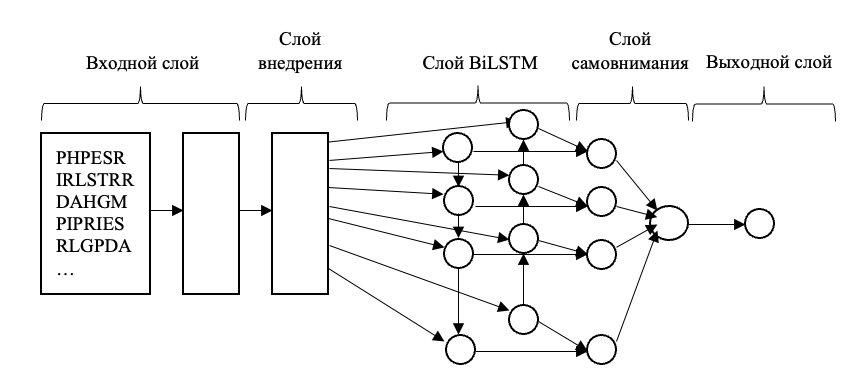 Входной слой
Слой
внедрения
Слой BiLSTM
Слой
самовнимания
Выходной слой
PHPESR
IRLSTRR
DAHGM
PIPRIES
RLGPDA
…